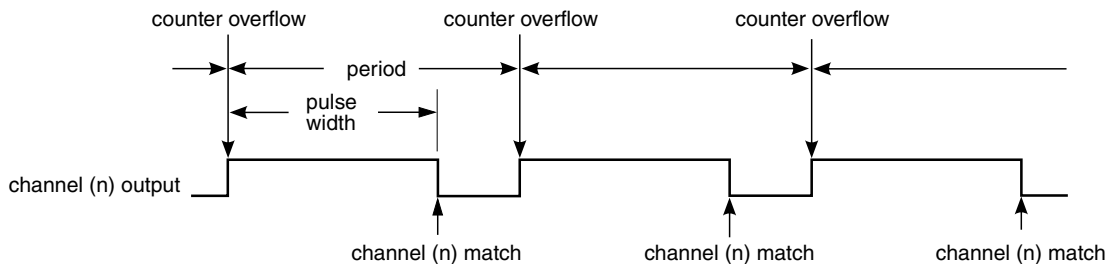 counter overflow
counter overflow
counter overflow
period
pulse
width
channel (n) output
channel (n) match
channel (n) match
channel (n) match